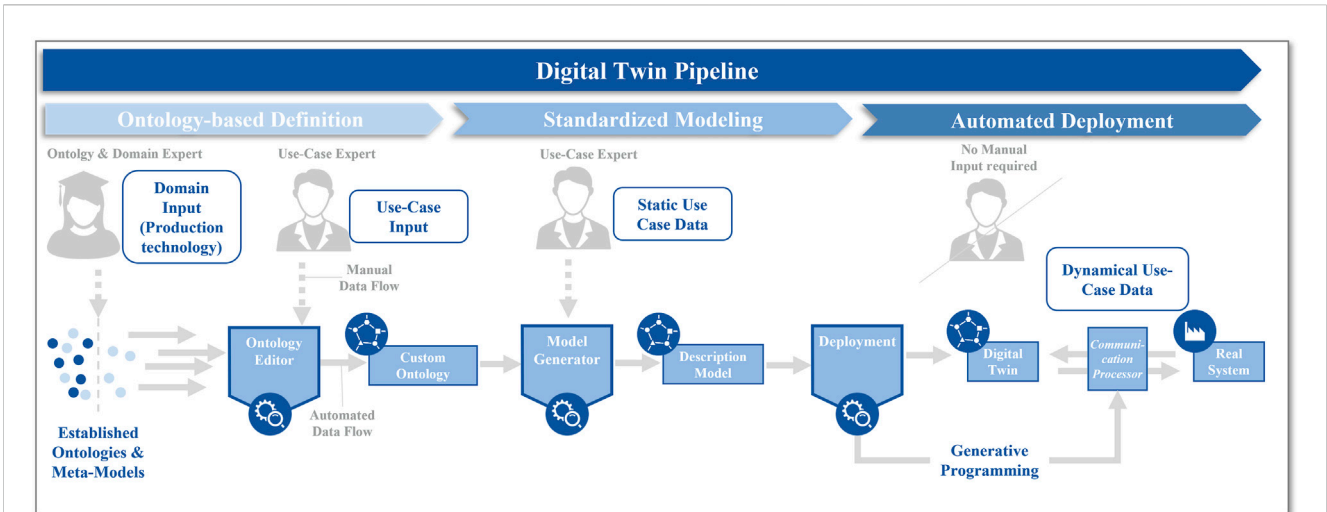 Digital Twin Pipeline
Ontology-based Definition
Standardized Modeling
Automated Deployment
Ontolgy & Domain Expert
Domain
Input
(Production
technology)
Use-Case Expert
Use-Case
Input
Use-Case Expert
Static Use
Case Data
No Manual
Input required
Dynamical Use-
Case Data
Manual
Data Flow
Ontology
Editor
Custom
Ontology
Model
Generator
Description
Model
Deployment
Digital
Twin
Communi-
cation
Processor
Real
System
Automated
Data Flow
Established
Ontologies &
Meta-Models
Generative
Programming